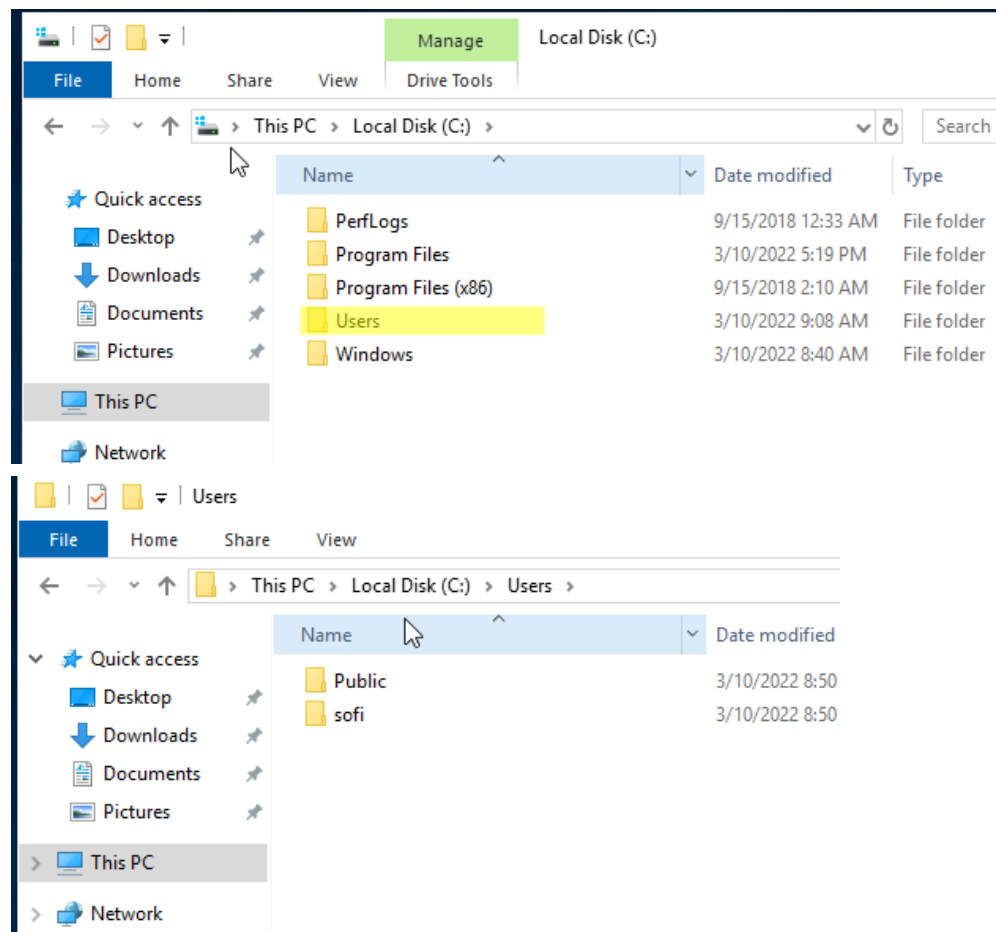 Manage Local Disk (C:)
File Home Share View Drive Tools
This PC > Local Disk (C:) > Search
Name Date modified Type
Quick access
Desktop
Downloads
Documents
Pictures
This PC
Network
PerfLogs 9/15/2018 12:33 AM File folder
Program Files 3/10/2022 5:19 PM File folder
Program Files (x86) 9/15/2018 2:10 AM File folder
Users 3/10/2022 9:08 AM File folder
Windows 3/10/2022 8:40 AM File folder
Users
File Home Share View
This PC > Local Disk (C:) > Users >
Name Date modified
Quick access
Desktop
Downloads
Documents
Pictures
This PC
Network
Public 3/10/2022 8:50
sofi 3/10/2022 8:50